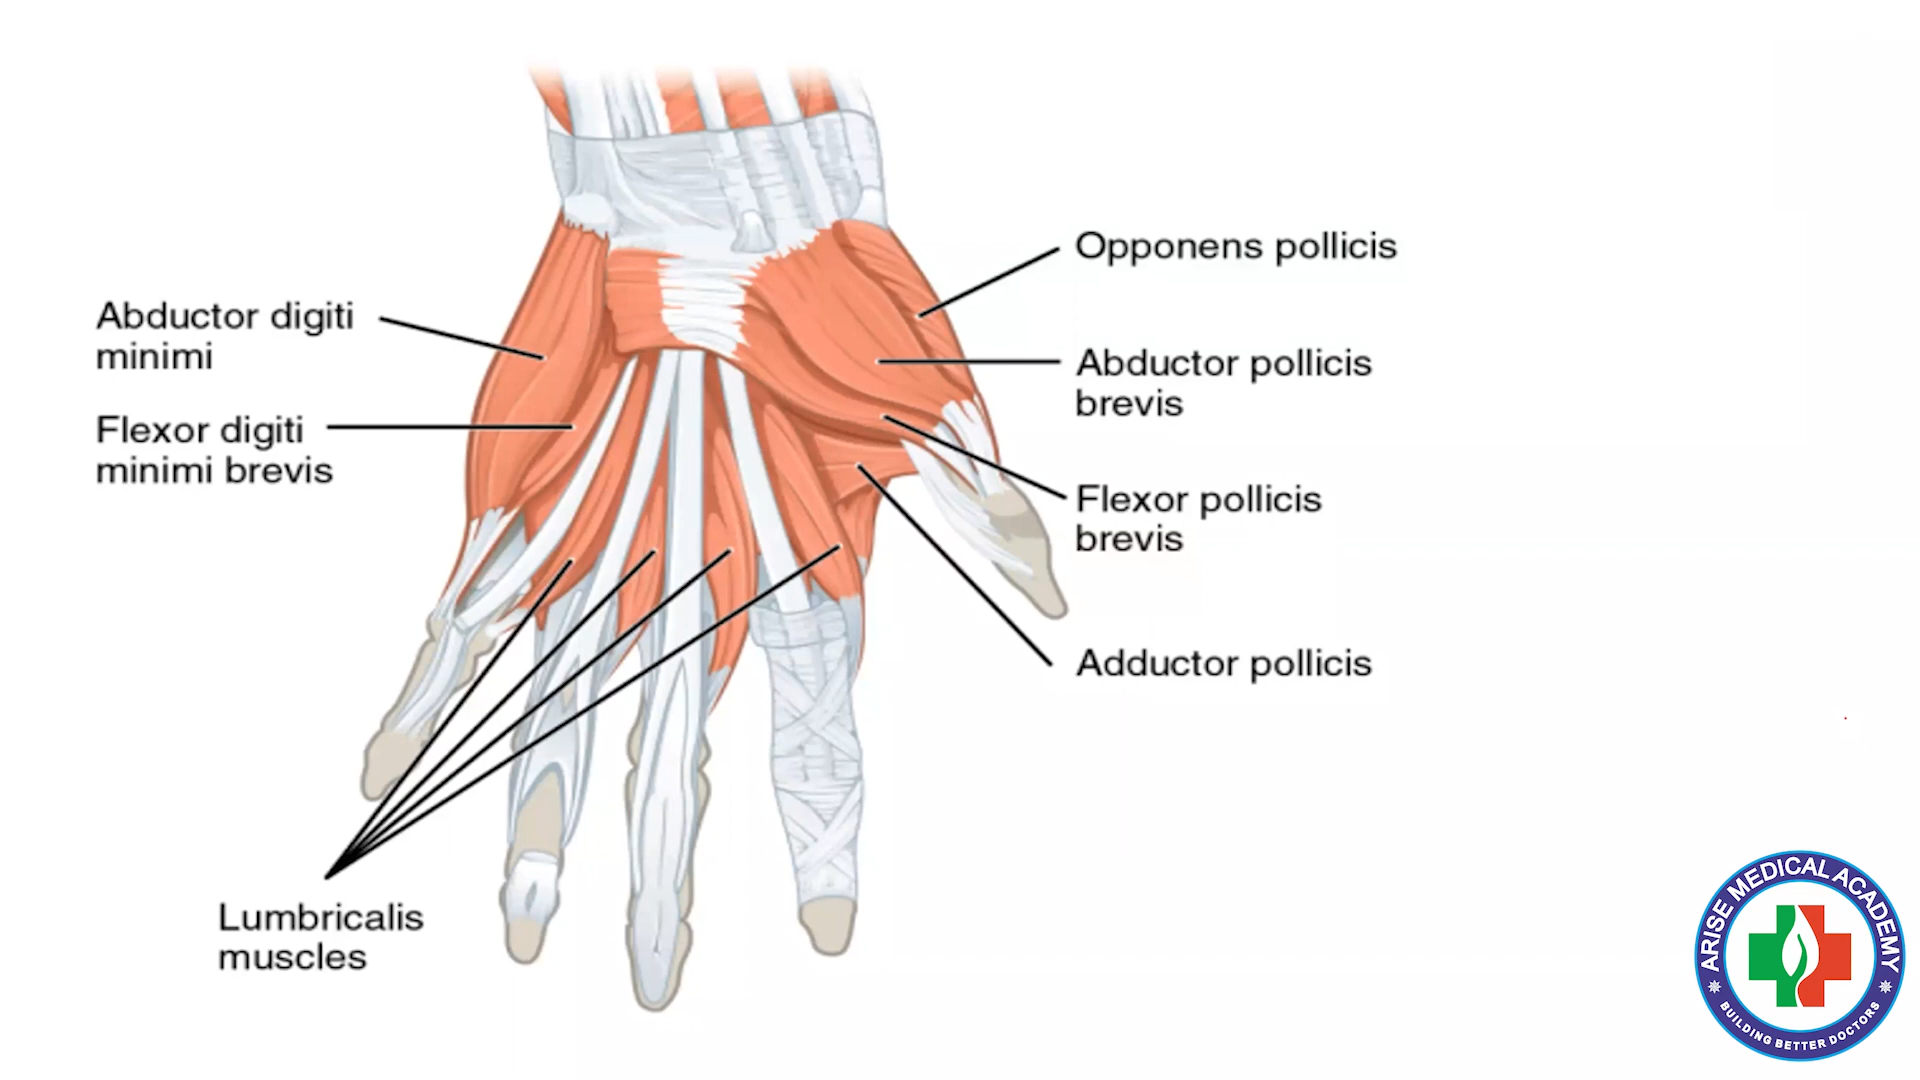 Opponens pollicis
Abductor digiti
minimi
Abductor pollicis
brevis
Flexor digiti
minimi brevis
Flexor pollicis
brevis
Adductor pollicis
Lumbricalis
muscles
ARISE MEDICAL ACADEMY
BUILDING BETTER DOCTORS